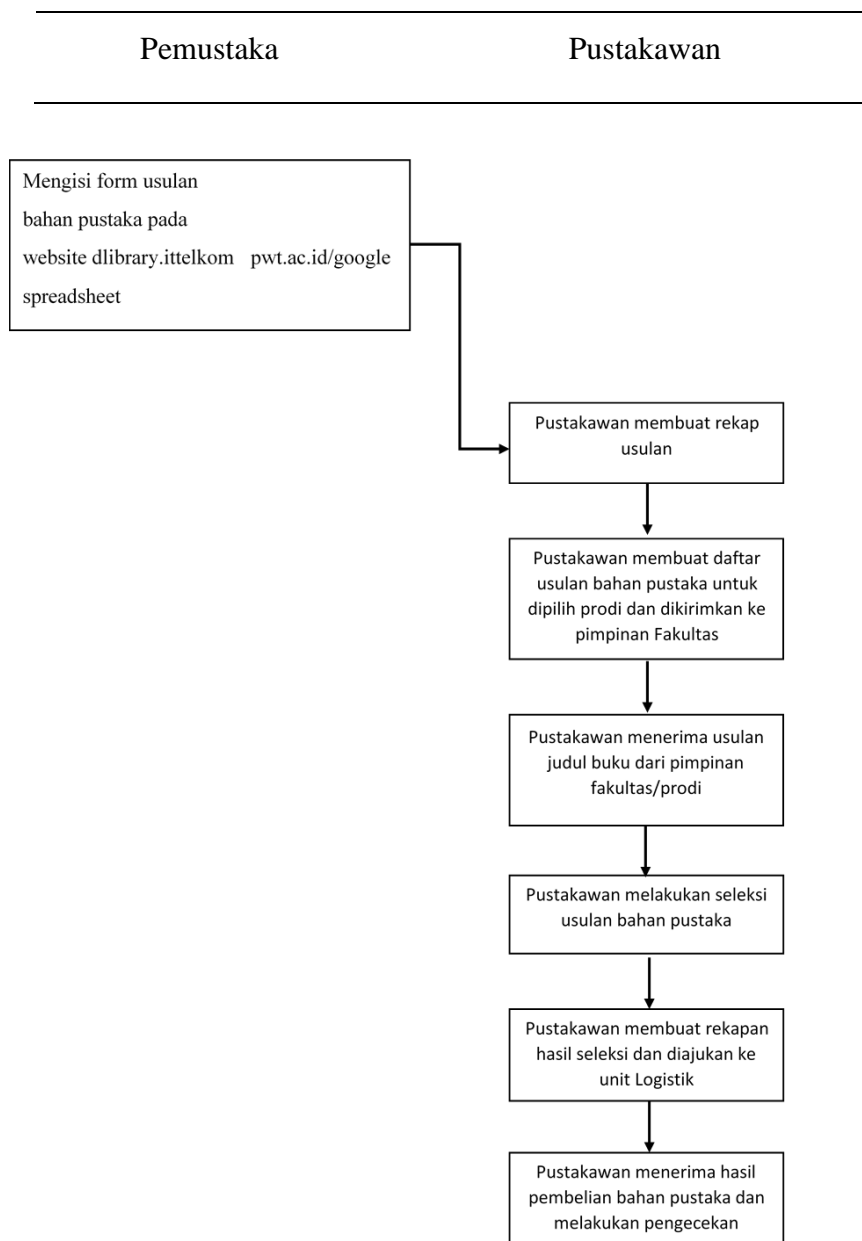 Pemustaka Pustakawan
Mengisi form usulan
bahan pustaka pada
website dlibrary.ittelkom pwt.ac.id/google
spreadsheet
Pustakawan membuat rekap
usulan
Pustakawan membuat daftar
usulan bahan pustaka untuk
dipilih prodi dan dikirimkan ke
pimpinan Fakultas
Pustakawan menerima usulan
judul buku dari pimpinan
fakultas/prodi
Pustakawan melakukan seleksi
usulan bahan pustaka
Pustakawan membuat rekapan
hasil seleksi dan diajukan ke
unit Logistik
Pustakawan menerima hasil
pembelian bahan pustaka dan
melakukan pengecekan